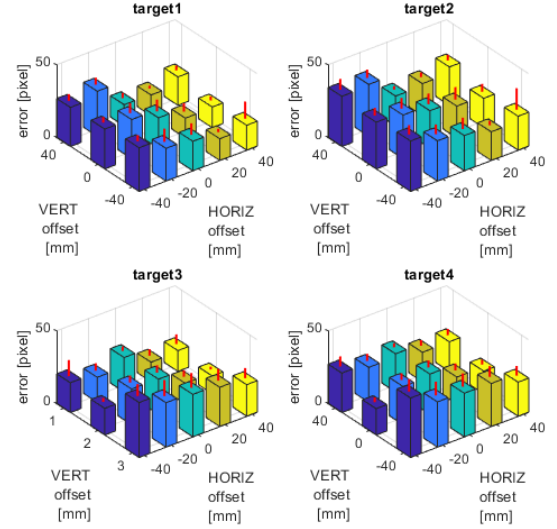 target1
error [pixel]
50
0
40
0
-40
VERT
offset
[mm]
-40
-20
0
20
40
HORIZ
offset
[mm]
target2
error [pixel]
50
0
40
0
-40
VERT
offset
[mm]
-40
-20
0
20
40
HORIZ
offset
[mm]
target3
error [pixel]
50
0
1
2
3
VERT
offset
[mm]
-40
-20
0
20
40
HORIZ
offset
[mm]
target4
error [pixel]
50
0
40
0
-40
VERT
offset
[mm]
-40
-20
0
20
40
HORIZ
offset
[mm]